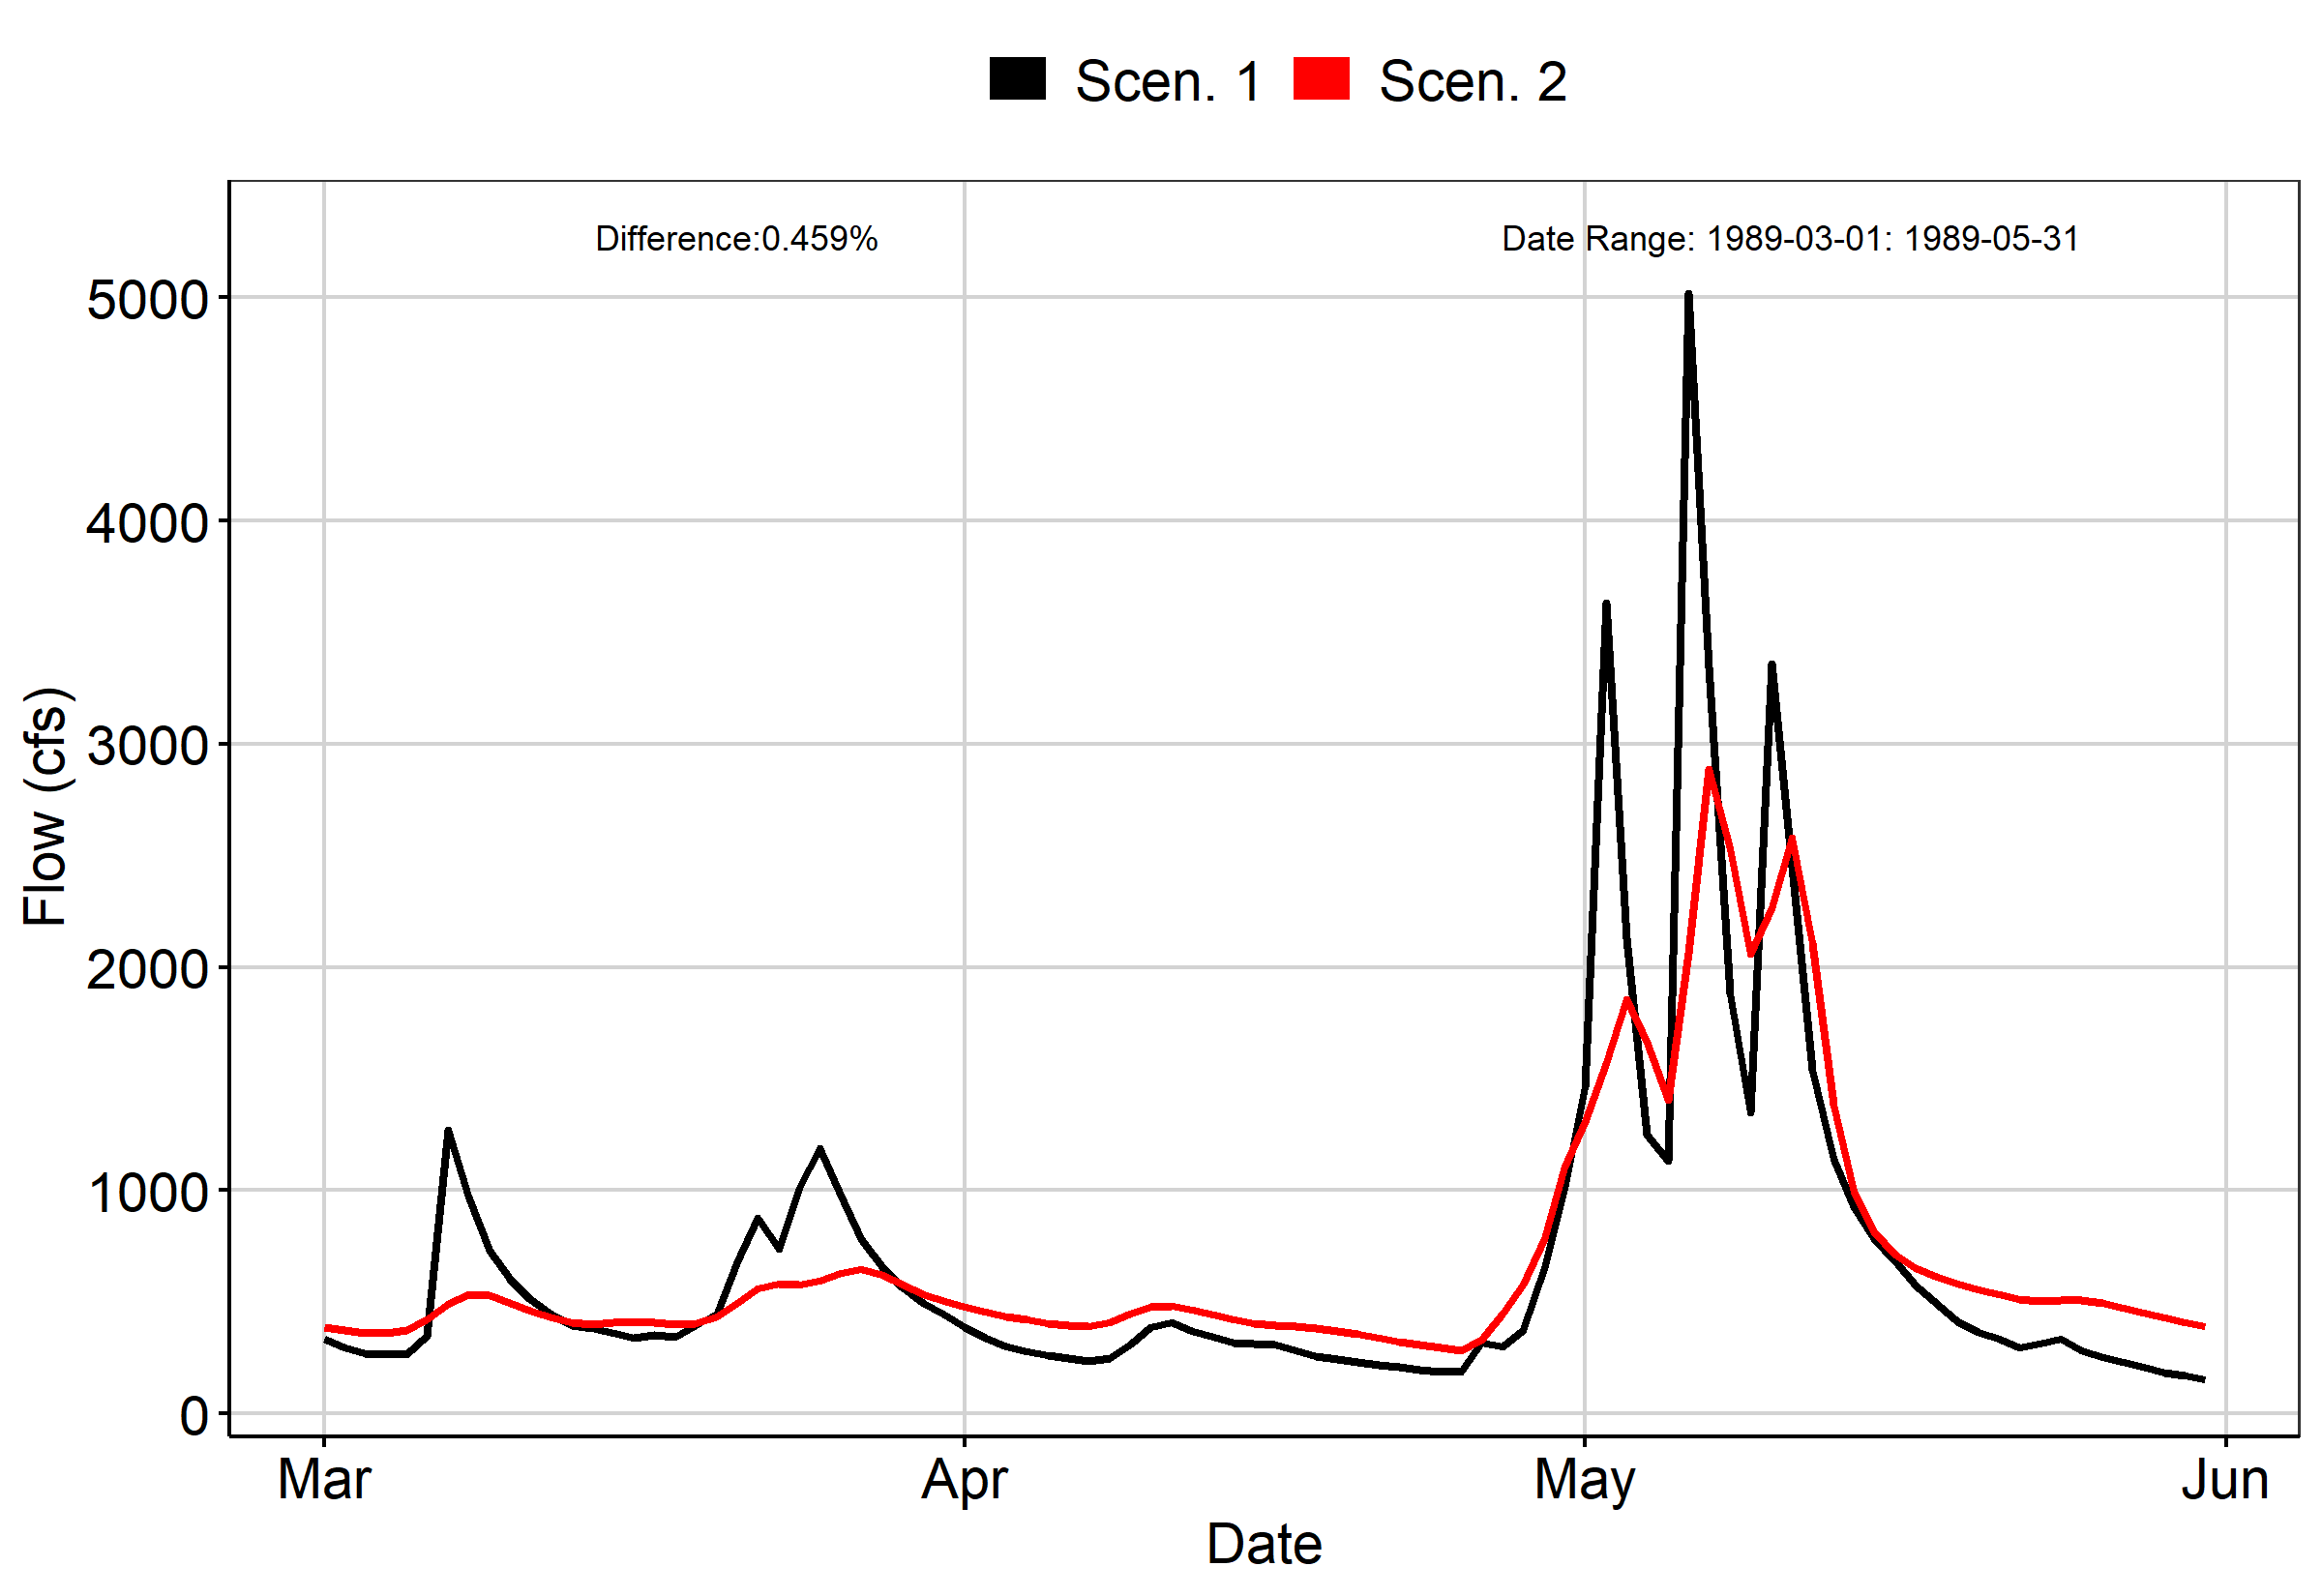 Scen. 1 Scen. 2
Difference:0.459% Date Range: 1989-03-01: 1989-05-31
Flow (cfs)
5000
4000
3000
2000
1000
0
Mar Apr May Jun
Date